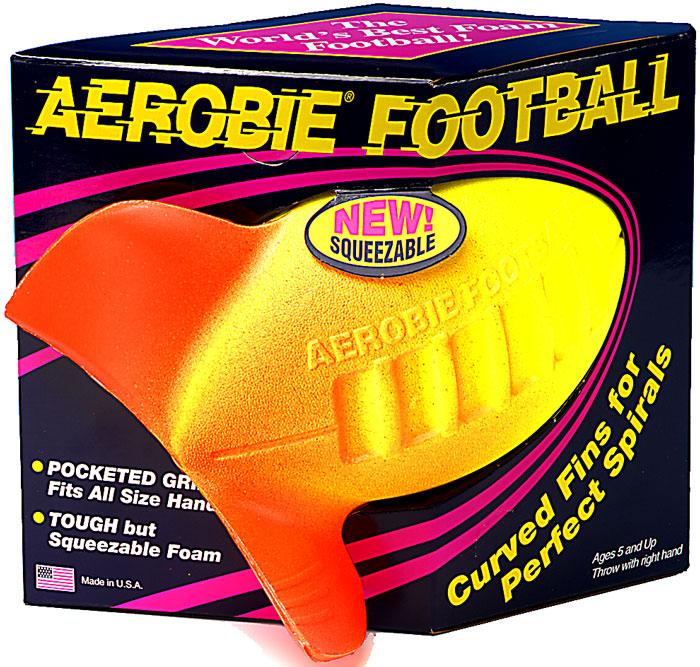 The
World's Best Foam
Football!
AEROBIE® FOOTBALL
NEW!
SQUEEZABLE
AEROBIE FOOT
• POCKETED GRI
Fits All Size Hand
• TOUGH but
Squeezable Foam
Made in U.S.A.
Curved Fins for
Perfect Spirals
Ages 5 and Up
Throw with right hand